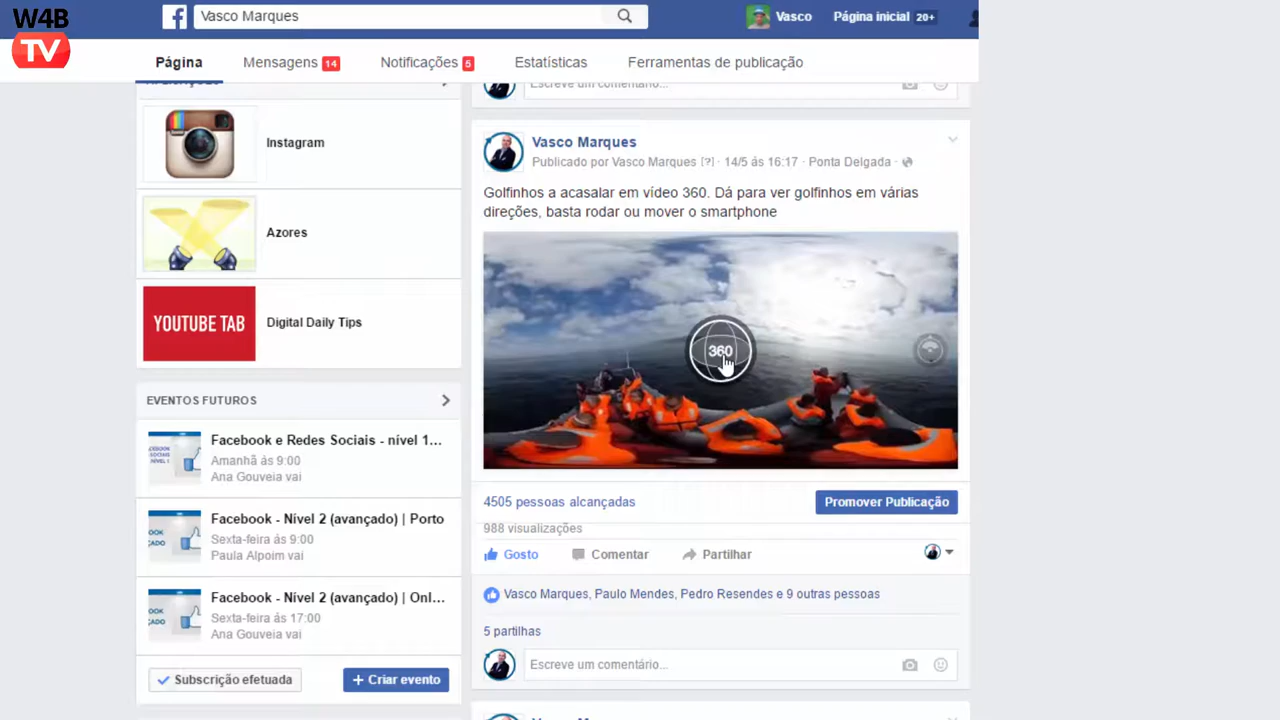 W4B
TV
Vasco Marques
Vasco
Página inicial 20+
Página
Mensagens 14
Notificações 5
Estatísticas
Ferramentas de publicação
Instagram
Azores
YOUTUBE TAB
Digital Daily Tips
EVENTOS FUTUROS
Facebook e Redes Sociais - nível 1...
Amanhã às 9:00
Ana Gouveia vai
Facebook - Nível 2 (avançado) | Porto
Sexta-feira às 9:00
Paula Alpoim vai
Facebook - Nível 2 (avançado) | Onl...
Sexta-feira às 17:00
Ana Gouveia vai
Subscrição efetuada
+ Criar evento
Escreve um comentário...
Vasco Marques
Publicado por Vasco Marques [?] · 14/5 às 16:17 · Ponta Delgada ·
Golfinhos a acasalar em vídeo 360. Dá para ver golfinhos em várias
direções, basta rodar ou mover o smartphone
360
4505 pessoas alcançadas
Promover Publicação
988 visualizações
Gosto
Comentar
Partilhar
Vasco Marques, Paulo Mendes, Pedro Resendes e 9 outras pessoas
5 partilhas
Escreve um comentário...